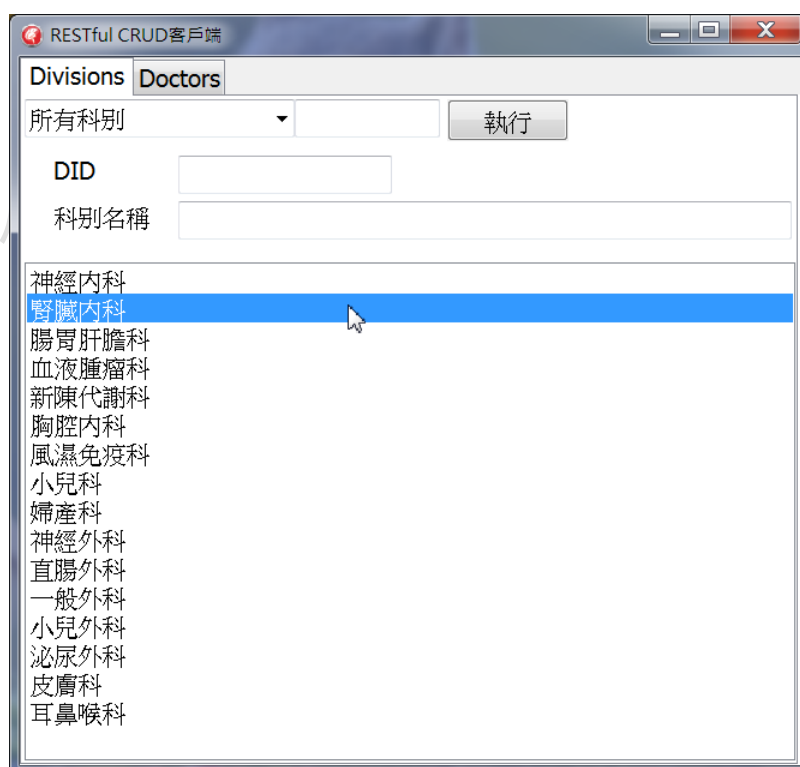 RESTful CRUD客戶端
Divisions Doctors
所有科別 執行
DID
科別名稱
神經內科
腎臟內科
腸胃肝膽科
血液腫瘤科
新陳代謝科
胸腔內科
風濕免疫科
小兒科
婦產科
神經外科
直腸外科
一般外科
小兒外科
泌尿外科
皮膚科
耳鼻喉科